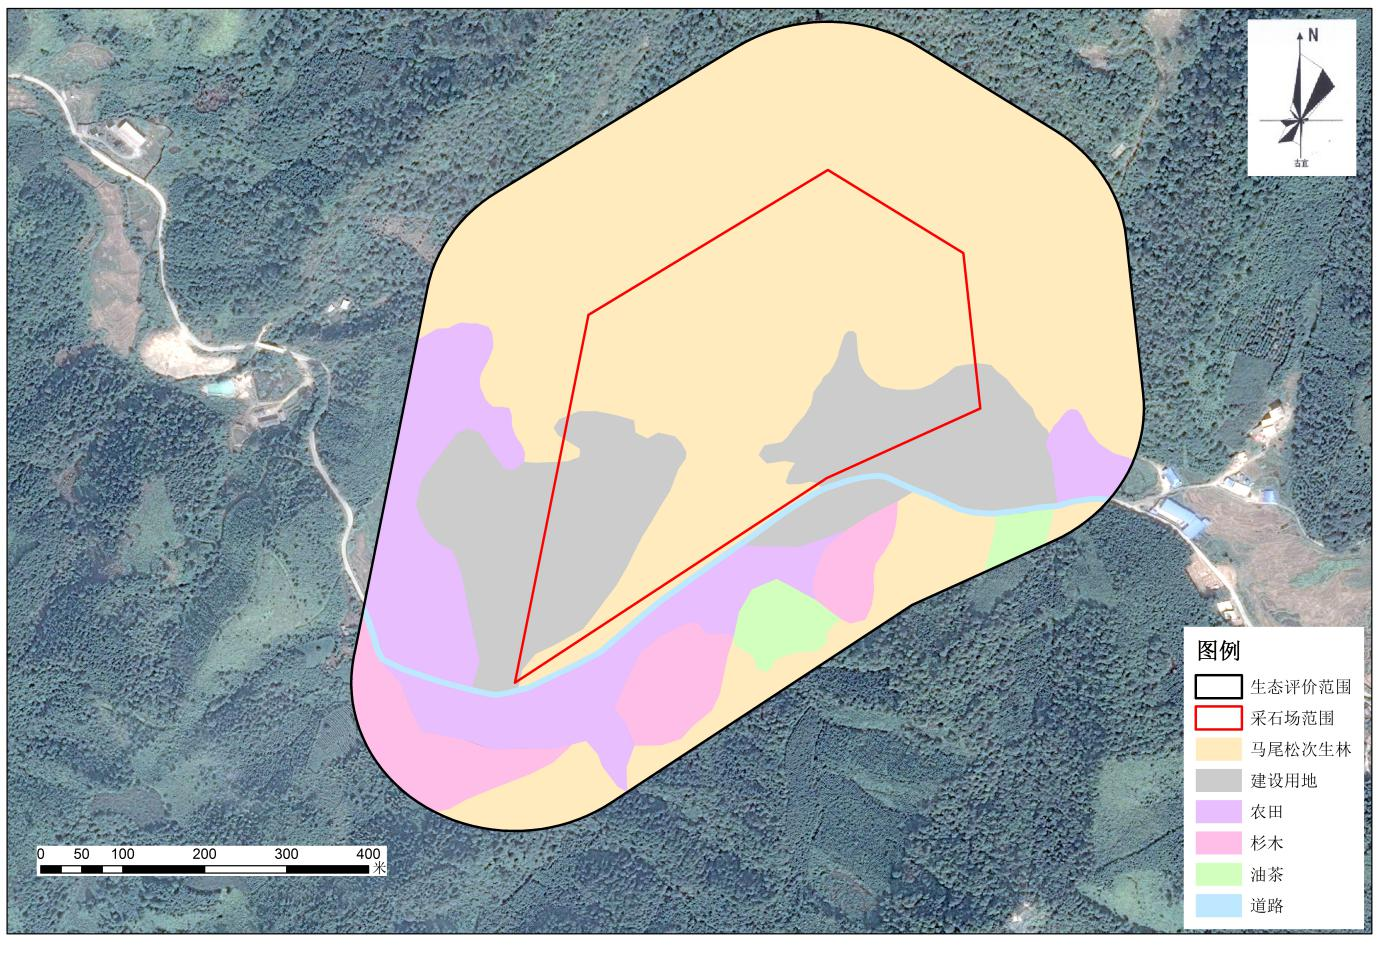 N
古宜
图例
生态评价范围
采石场范围
马尾松次生林
建设用地
农田
杉木
油茶
道路
0 50 100 200 300 400
米